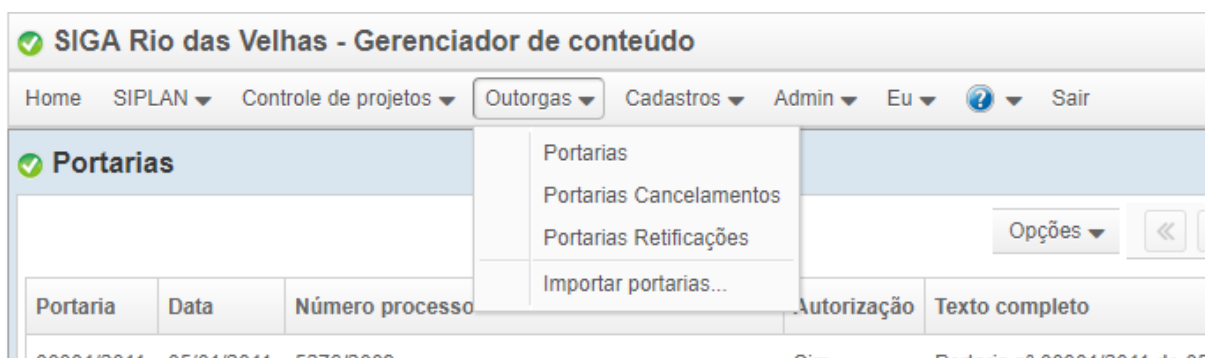 SIGA Rio das Velhas - Gerenciador de conteúdo
Home SIPLAN Controle de projetos Outorgas Cadastros Admin Eu ? Sair
Portarias
Portarias
Portarias Cancelamentos
Portarias Retificações
Importar portarias...
Opções
Portaria Data Número processo Autorização Texto completo